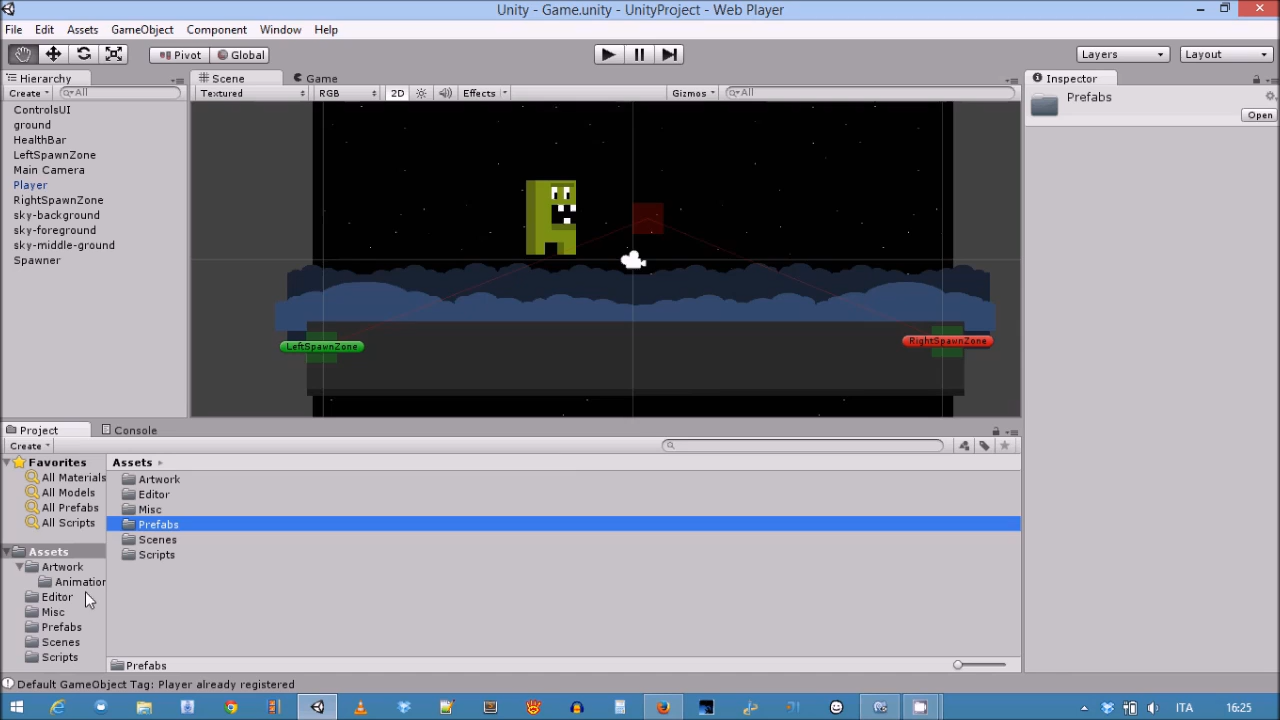 Unity - Game.unity - UnityProject - Web Player
File Edit Assets GameObject Component Window Help
Pivot Global Layers Layout
Hierarchy
Create All
ControlsUI
ground
HealthBar
LeftSpawnZone
Main Camera
Player
RightSpawnZone
sky-background
sky-foreground
sky-middle-ground
Spawner
Scene Game
Textured RGB 2D Effects Gizmos All
LeftSpawnZone
RightSpawnZone
Inspector
Prefabs
Open
Project Console
Create
Favorites
All Materials
All Models
All Prefabs
All Scripts
Assets
Artwork
Animation
Editor
Misc
Prefabs
Scenes
Scripts
Assets
Artwork
Editor
Misc
Prefabs
Scenes
Scripts
Prefabs
Default GameObject Tag: Player already registered
ITA 16:25